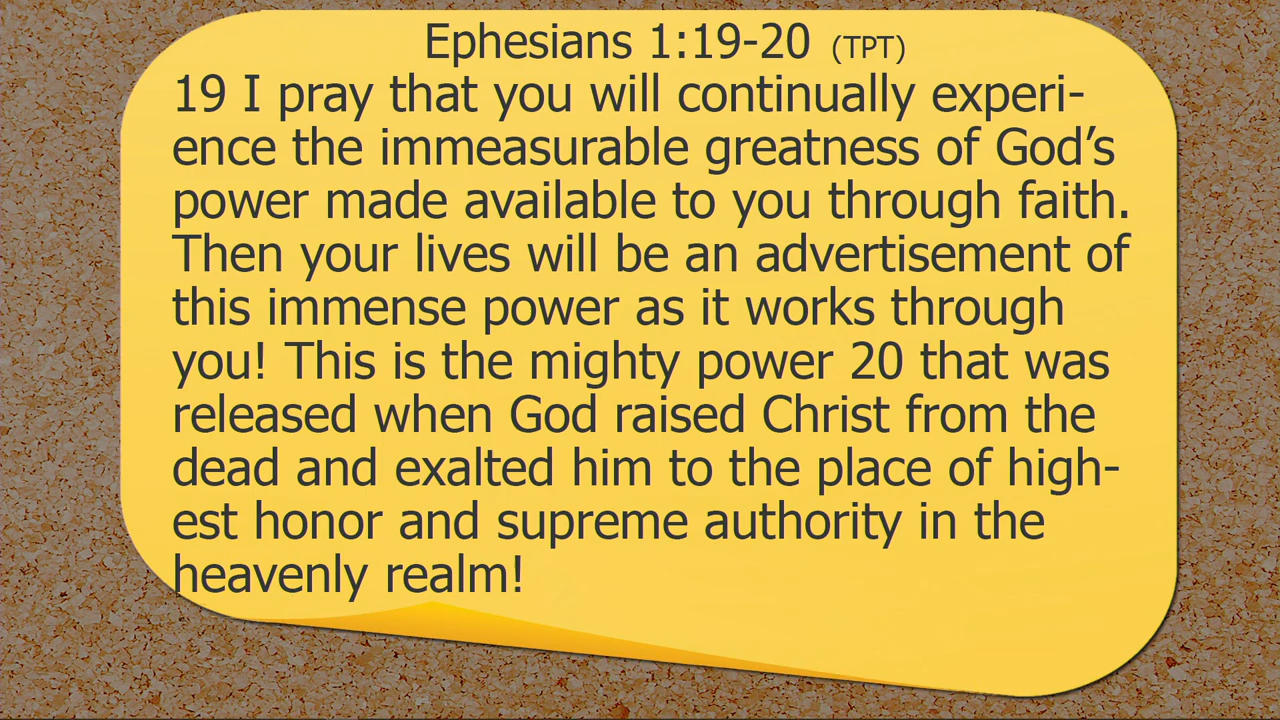 Ephesians 1:19-20 (TPT)
19 I pray that you will continually experi-
ence the immeasurable greatness of God’s
power made available to you through faith.
Then your lives will be an advertisement of
this immense power as it works through
you! This is the mighty power 20 that was
released when God raised Christ from the
dead and exalted him to the place of high-
est honor and supreme authority in the
heavenly realm!